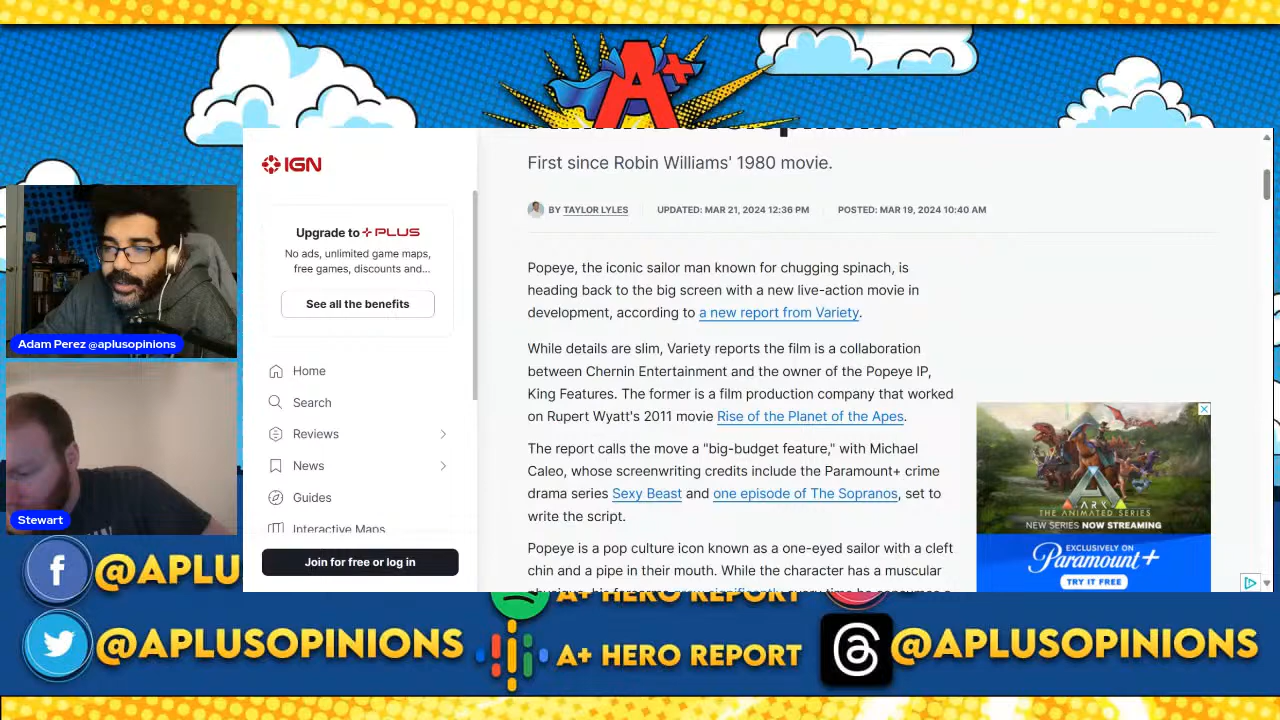 A+
First since Robin Williams' 1980 movie.
IGN
BY TAYLOR LYLES
UPDATED: MAR 21, 2024 12:36 PM
POSTED: MAR 19, 2024 10:40 AM
Upgrade to PLUS
No ads, unlimited game maps,
free games, discounts and...
See all the benefits
Home
Search
Reviews
News
Guides
Interactive Maps
Join for free or log in
Popeye, the iconic sailor man known for chugging spinach, is
heading back to the big screen with a new live-action movie in
development, according to a new report from Variety.
While details are slim, Variety reports the film is a collaboration
between Chernin Entertainment and the owner of the Popeye IP,
King Features. The former is a film production company that worked
on Rupert Wyatt's 2011 movie Rise of the Planet of the Apes.
The report calls the move a "big-budget feature," with Michael
Caleo, whose screenwriting credits include the Paramount+ crime
drama series Sexy Beast and one episode of The Sopranos, set to
write the script.
Popeye is a pop culture icon known as a one-eyed sailor with a cleft
chin and a pipe in their mouth. While the character has a muscular
ARK
THE ANIMATED SERIES
NEW SERIES NOW STREAMING
EXCLUSIVELY ON
Paramount+
TRY IT FREE
Adam Perez @aplusopinions
Stewart
f
@APLU
A+ HERO REPORT
@APLUSOPINIONS
A+ HERO REPORT
@APLUSOPINIONS